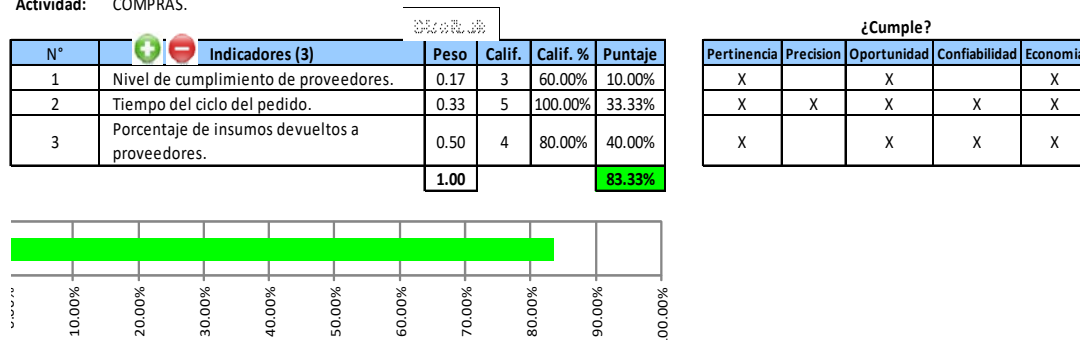 Actividad: COMPRAS.
¿Cumple?
N° Indicadores (3) Peso Calif. Calif. % Puntaje Pertinencia Precision Oportunidad Confiabilidad Economia
1 Nivel de cumplimiento de proveedores. 0.17 3 60.00% 10.00% X X X
2 Tiempo del ciclo del pedido. 0.33 5 100.00% 33.33% X X X X X
3 Porcentaje de insumos devueltos a proveedores. 0.50 4 80.00% 40.00% X X X X
1.00 83.33%
10.00% 20.00% 30.00% 40.00% 50.00% 60.00% 70.00% 80.00% 90.00%